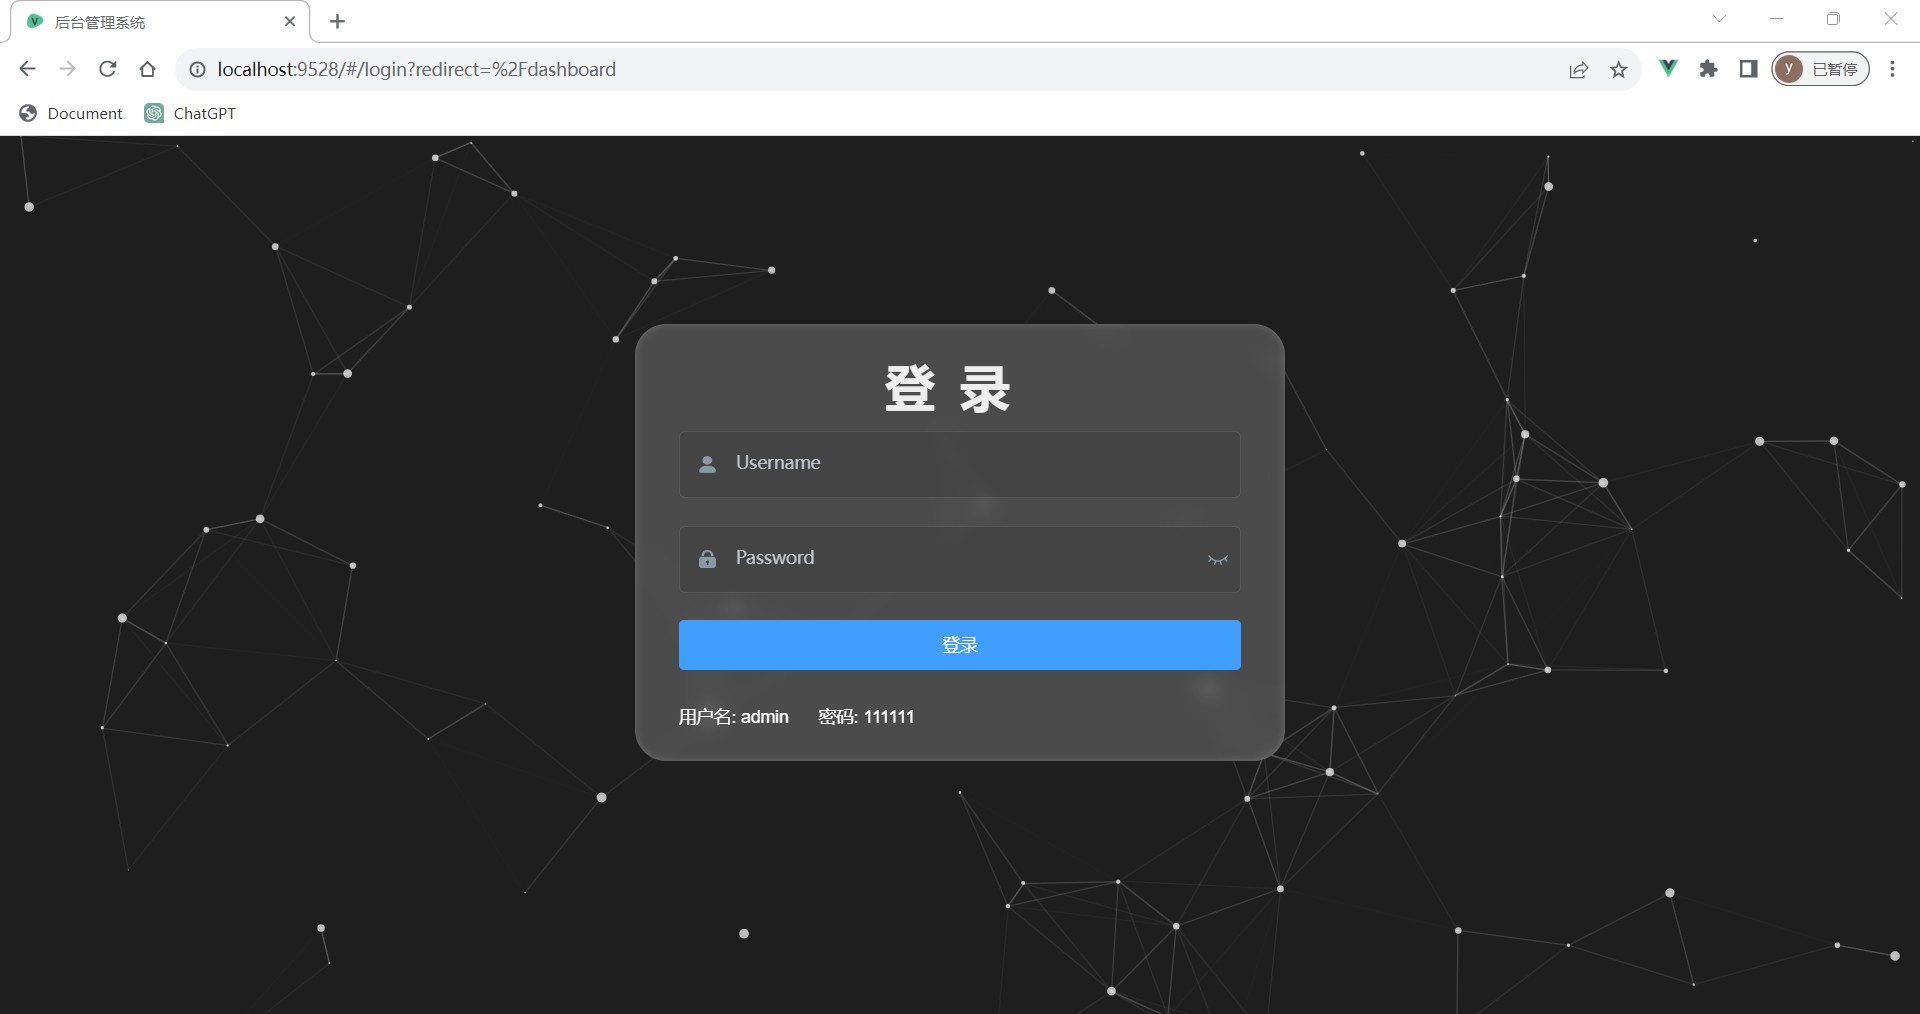 后台管理系统
localhost:9528/#/login?redirect=%2Fdashboard
y 已暂停
Document ChatGPT
登 录
Username
Password
登录
用户名: admin 密码: 111111